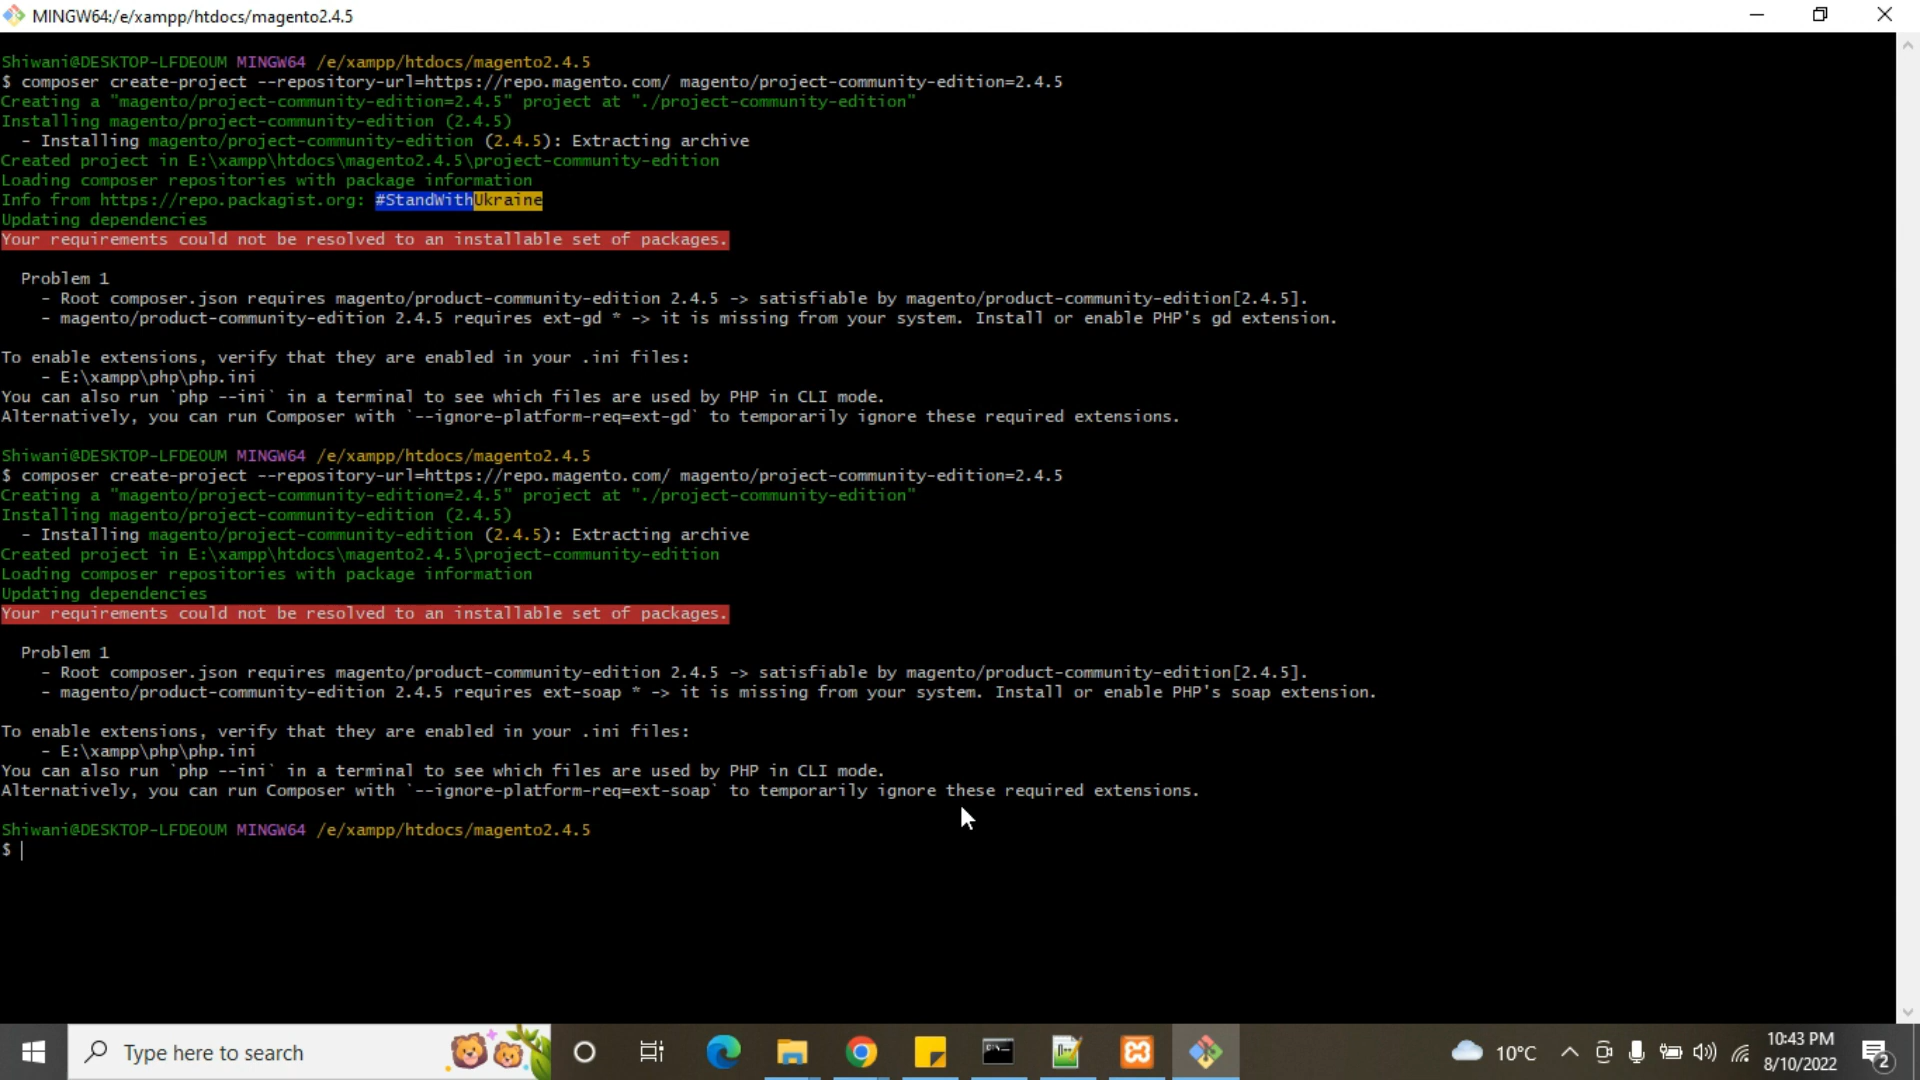 MINGW64:/e/xampp/htdocs/magento2.4.5
Shiwani@DESKTOP-LFDEOUM MINGW64 /e/xampp/htdocs/magento2.4.5
$ composer create-project --repository-url=https://repo.magento.com/ magento/project-community-edition=2.4.5
Creating a "magento/project-community-edition=2.4.5" project at "./project-community-edition"
Installing magento/project-community-edition (2.4.5)
- Installing magento/project-community-edition (2.4.5): Extracting archive
Created project in E:\xampp\htdocs\magento2.4.5\project-community-edition
Loading composer repositories with package information
Info from https://repo.packagist.org: #StandWithUkraine
Updating dependencies
Your requirements could not be resolved to an installable set of packages.
Problem 1
- Root composer.json requires magento/product-community-edition 2.4.5 -> satisfiable by magento/product-community-edition[2.4.5].
- magento/product-community-edition 2.4.5 requires ext-gd * -> it is missing from your system. Install or enable PHP's gd extension.
To enable extensions, verify that they are enabled in your .ini files:
- E:\xampp\php\php.ini
You can also run `php --ini` in a terminal to see which files are used by PHP in CLI mode.
Alternatively, you can run Composer with `--ignore-platform-req=ext-gd` to temporarily ignore these required extensions.
Shiwani@DESKTOP-LFDEOUM MINGW64 /e/xampp/htdocs/magento2.4.5
$ composer create-project --repository-url=https://repo.magento.com/ magento/project-community-edition=2.4.5
Creating a "magento/project-community-edition=2.4.5" project at "./project-community-edition"
Installing magento/project-community-edition (2.4.5)
- Installing magento/project-community-edition (2.4.5): Extracting archive
Created project in E:\xampp\htdocs\magento2.4.5\project-community-edition
Loading composer repositories with package information
Updating dependencies
Your requirements could not be resolved to an installable set of packages.
Problem 1
- Root composer.json requires magento/product-community-edition 2.4.5 -> satisfiable by magento/product-community-edition[2.4.5].
- magento/product-community-edition 2.4.5 requires ext-soap * -> it is missing from your system. Install or enable PHP's soap extension.
To enable extensions, verify that they are enabled in your .ini files:
- E:\xampp\php\php.ini
You can also run `php --ini` in a terminal to see which files are used by PHP in CLI mode.
Alternatively, you can run Composer with `--ignore-platform-req=ext-soap` to temporarily ignore these required extensions.
Shiwani@DESKTOP-LFDEOUM MINGW64 /e/xampp/htdocs/magento2.4.5
$
Type here to search
10°C
10:43 PM
8/10/2022
2